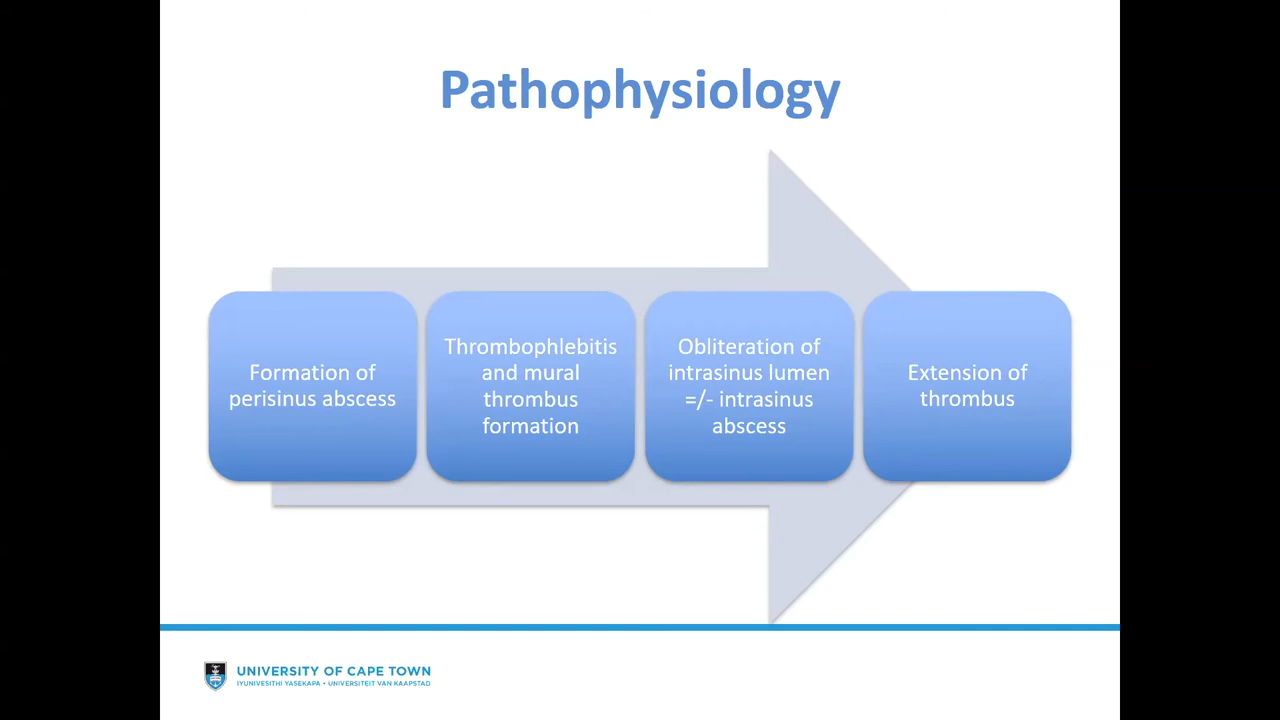 Pathophysiology
Formation of
perisinus abscess
Thrombophlebitis
and mural
thrombus
formation
Obliteration of
intrasinus lumen
=/- intrasinus
abscess
Extension of
thrombus
UNIVERSITY OF CAPE TOWN
IYUNIVESITHI YASEKAPA • UNIVERSITEIT VAN KAAPSTAD